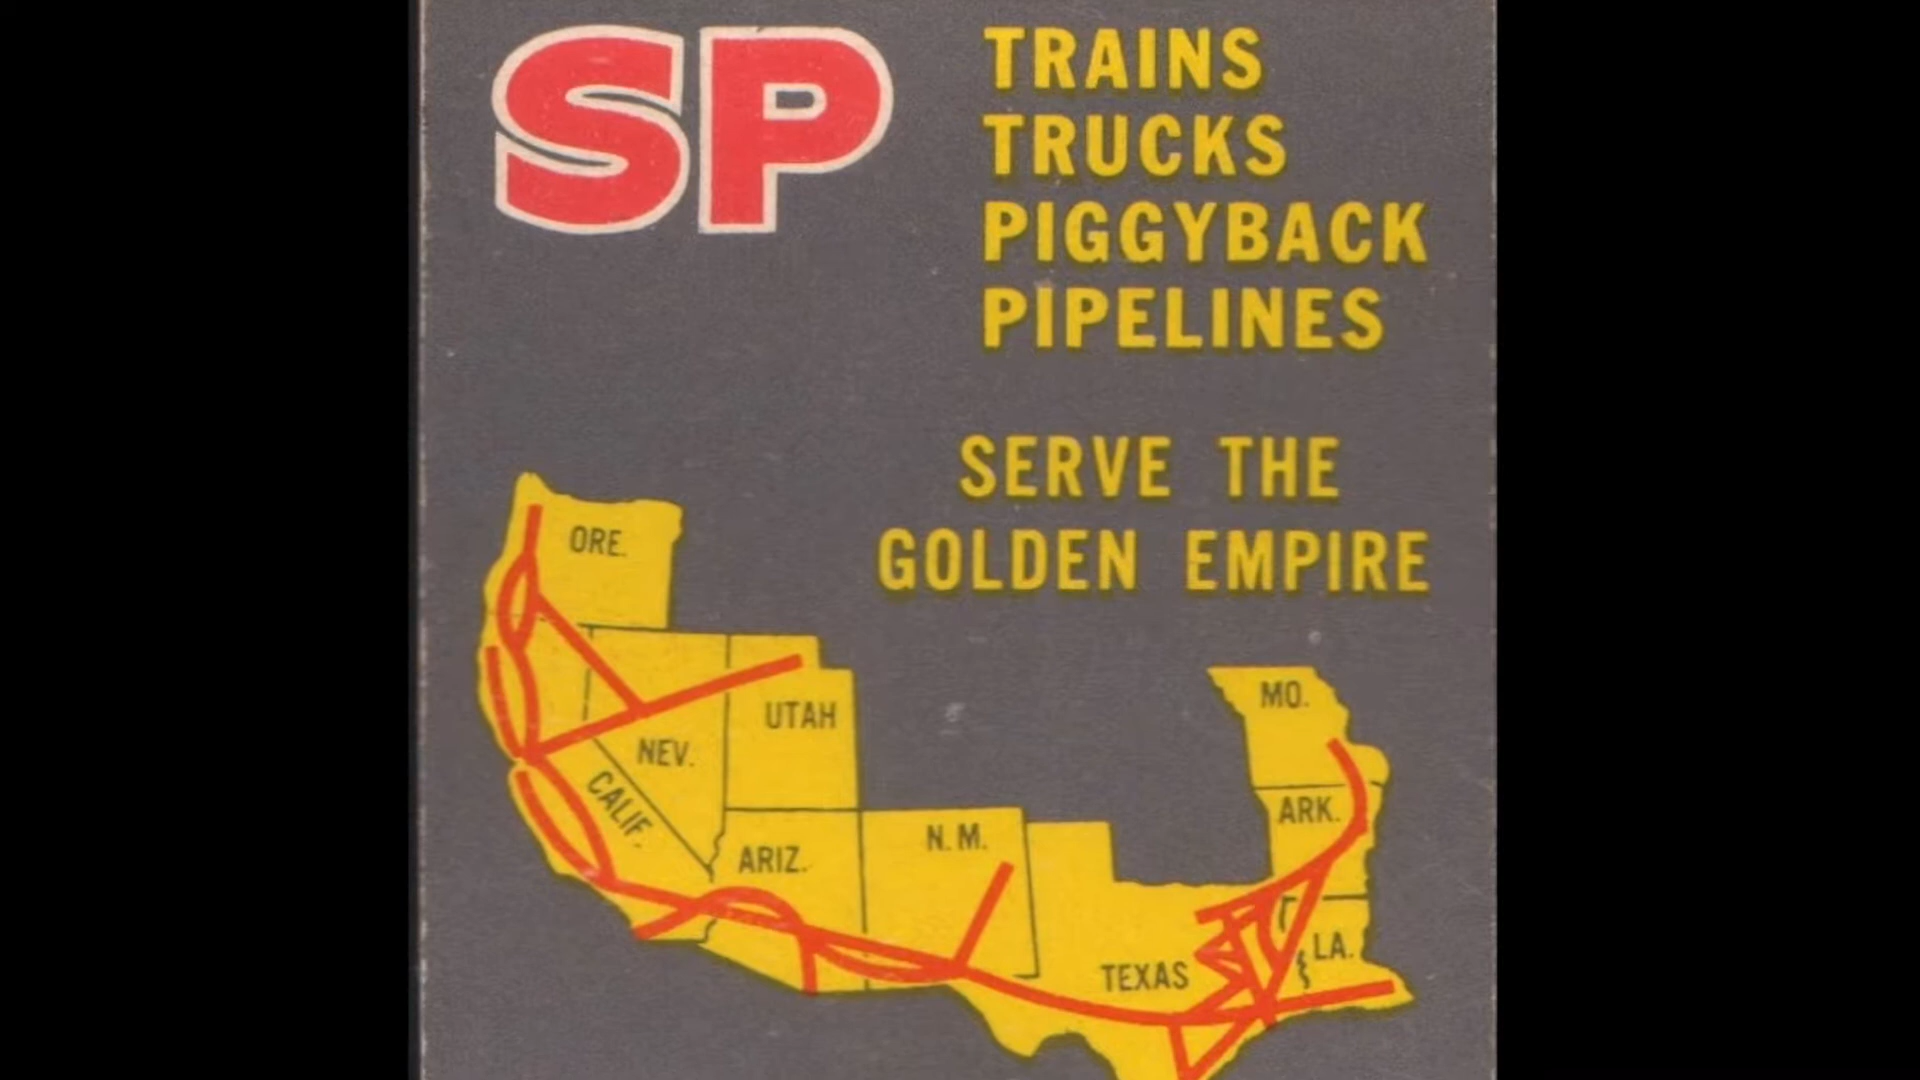 SP
TRAINS
TRUCKS
PIGGYBACK
PIPELINES
SERVE THE
GOLDEN EMPIRE
ORE.
UTAH
NEV.
CALIF.
ARIZ.
N.M.
MO.
ARK.
LA.
TEXAS